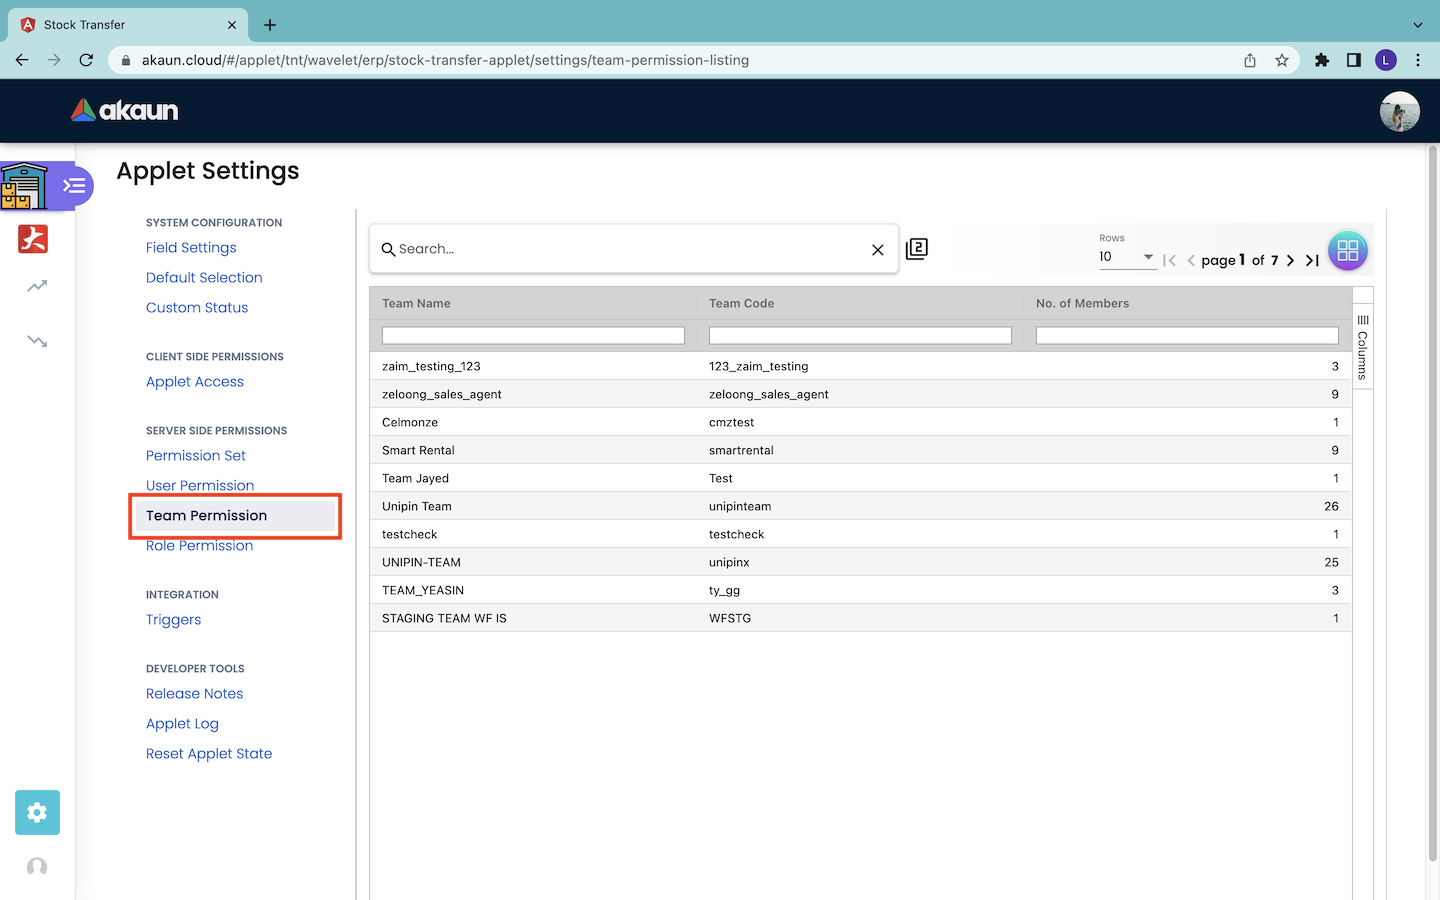 Stock Transfer
akaun.cloud/#/applet/tnt/wavelet/erp/stock-transfer-applet/settings/team-permission-listing
L
akaun
Applet Settings
SYSTEM CONFIGURATION
Field Settings
Default Selection
Custom Status
CLIENT SIDE PERMISSIONS
Applet Access
SERVER SIDE PERMISSIONS
Permission Set
User Permission
Team Permission
Role Permission
INTEGRATION
Triggers
DEVELOPER TOOLS
Release Notes
Applet Log
Reset Applet State
Search...
2
Rows
10
page 1 of 7
Team Name Team Code No. of Members
zaim_testing_123 123_zaim_testing 3
zeloong_sales_agent zeloong_sales_agent 9
Celmonze cmztest 1
Smart Rental smartrental 9
Team Jayed Test 1
Unipin Team unipinteam 26
testcheck testcheck 1
UNIPIN-TEAM unipinx 25
TEAM_YEASIN ty_gg 3
STAGING TEAM WF IS WFSTG 1
Columns